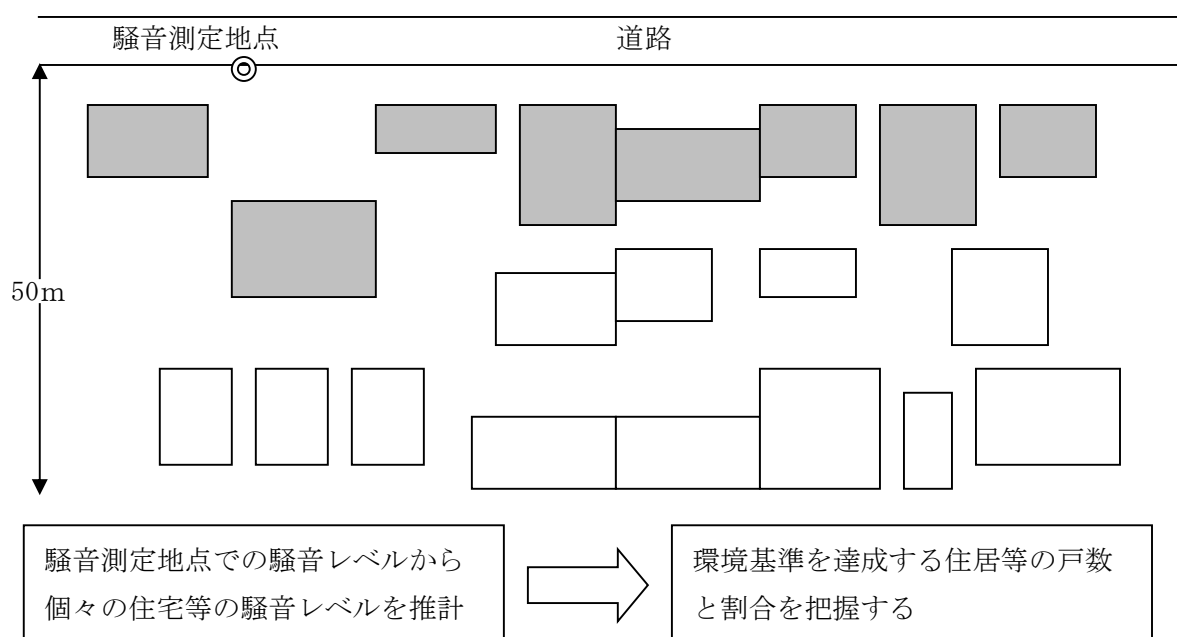 騒音測定地点
道路
50m
騒音測定地点での騒音レベルから
個々の住宅等の騒音レベルを推計
環境基準を達成する住居等の戸数
と割合を把握する